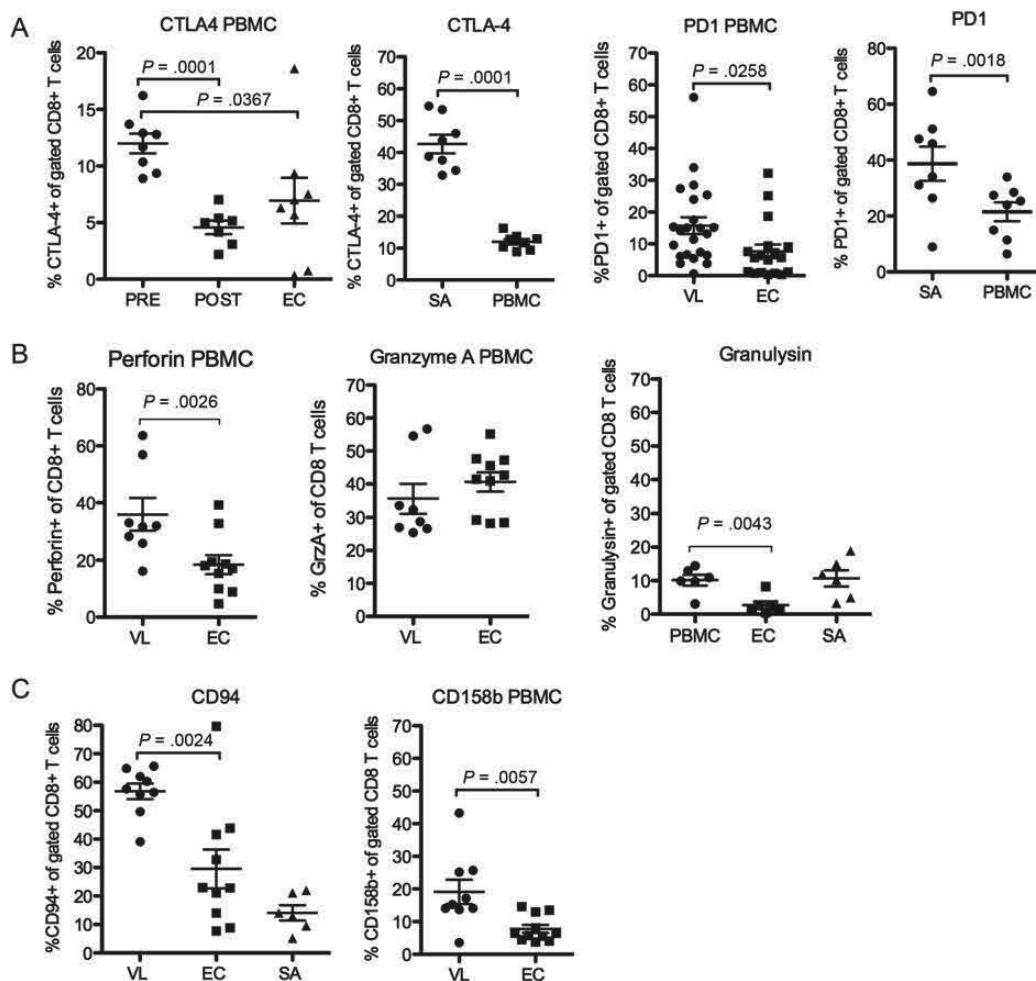 A
CTLA4 PBMC
% CTLA-4+ of gated CD8+ T cells
20
15
10
5
0
P = .0001
P = .0367
PRE POST EC
CTLA-4
% CTLA-4+ of gated CD8+ T cells
70
60
50
40
30
20
10
0
P = .0001
SA PBMC
PD1 PBMC
%PD1+ of gated CD8+ T cells
70
60
50
40
30
20
10
0
P = .0258
VL EC
PD1
% PD1+ of gated CD8+ T cells
80
60
40
20
0
P = .0018
SA PBMC
B
Perforin PBMC
% Perforin+ of CD8+ T cells
80
60
40
20
0
P = .0026
VL EC
Granzyme A PBMC
% GrzA+ of CD8 T cells
70
60
50
40
30
20
10
0
VL EC
Granulysin
% Granulysin+ of gated CD8 T cells
70
60
50
40
30
20
10
0
P = .0043
PBMC EC SA
C
CD94
%CD94+ of gated CD8+ T cells
80
70
60
50
40
30
20
10
0
P = .0024
VL EC SA
CD158b PBMC
% CD158b+ of gated CD8 T cells
70
60
50
40
30
20
10
0
P = .0057
VL EC